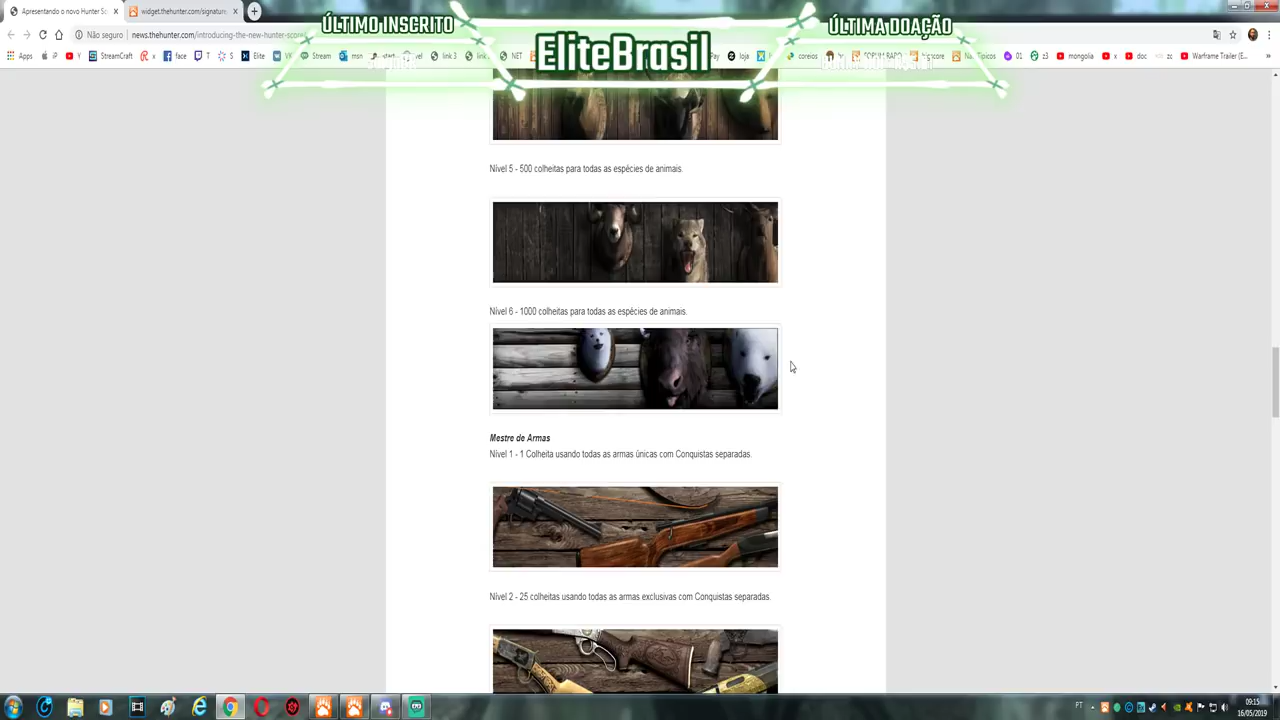 Apresentando o novo Hunter Sc
widget.thehunter.com/signature
ÚLTIMO INSCRITO
EliteBrasil
ÚLTIMA DOAÇÃO
Não seguro
news.thehunter.com/introducing-the-new-hunter-score
Apps
StreamCraft
x
face
Stream
msn
link 3
NET
Pay
loja
correios
01
z3
mongolia
x
doc
zc
Warframe Trailer (E...
Nível 5 - 500 colheitas para todas as espécies de animais.
Nível 6 - 1000 colheitas para todas as espécies de animais.
Mestre de Armas
Nível 1 - 1 Colheita usando todas as armas únicas com Conquistas separadas.
Nível 2 - 25 colheitas usando todas as armas exclusivas com Conquistas separadas.
PT
09:15
16/05/2019